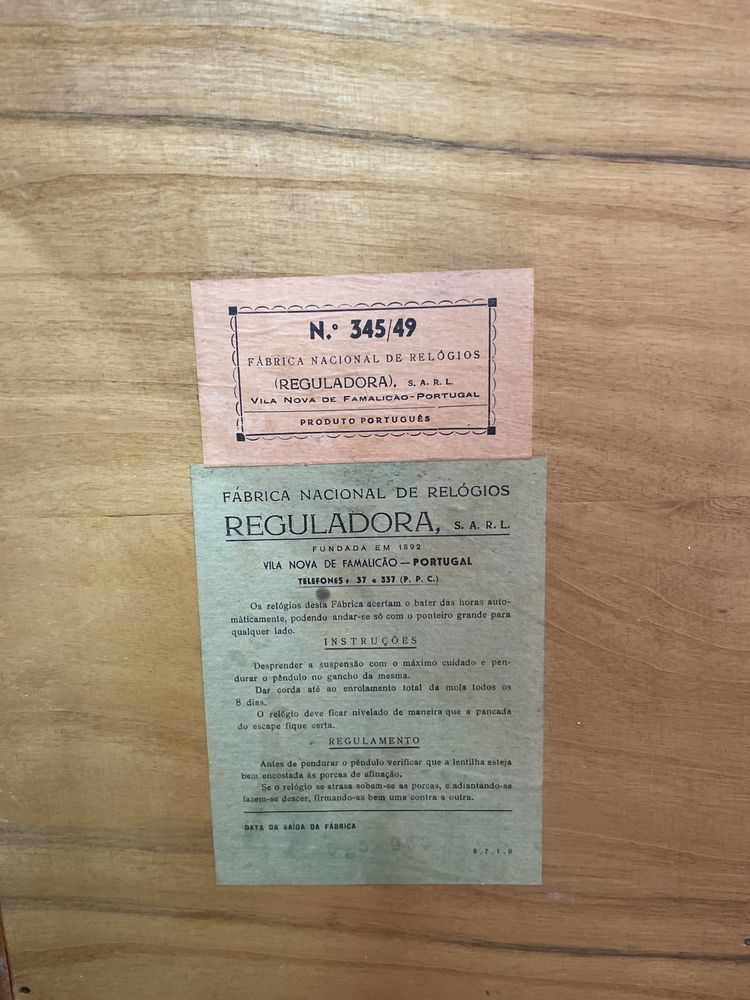 N.º 345/49
FÁBRICA NACIONAL DE RELÓGIOS
(REGULADORA), S. A. R. L.
VILA NOVA DE FAMALICÃO-PORTUGAL
PRODUTO PORTUGUÊS
FÁBRICA NACIONAL DE RELÓGIOS
REGULADORA, S. A. R. L.
FUNDADA EM 1892
VILA NOVA DE FAMALICÃO — PORTUGAL
TELEFONES: 37 e 337 (P. P. C.)
Os relógios desta Fábrica acertam o bater das horas auto-
màticamente, podendo andar-se só com o ponteiro grande para
qualquer lado.
INSTRUÇÕES
Desprender a suspensão com o máximo cuidado e pen-
durar o pêndulo no gancho da mesma.
Dar corda até ao enrolamento total da mola todos os
8 dias.
O relógio deve ficar nivelado de maneira que a pancada
do escape fique certa.
REGULAMENTO
Antes de pendurar o pêndulo verificar que a lentilha esteja
bem encostada às porcas de afinação.
Se o relógio se atrasa sobem-se as porcas, e adiantando-se
fazem-se descer, firmando-as bem uma contra a outra.
DATA DA SAÍDA DA FÁBRICA
8.7.1.9